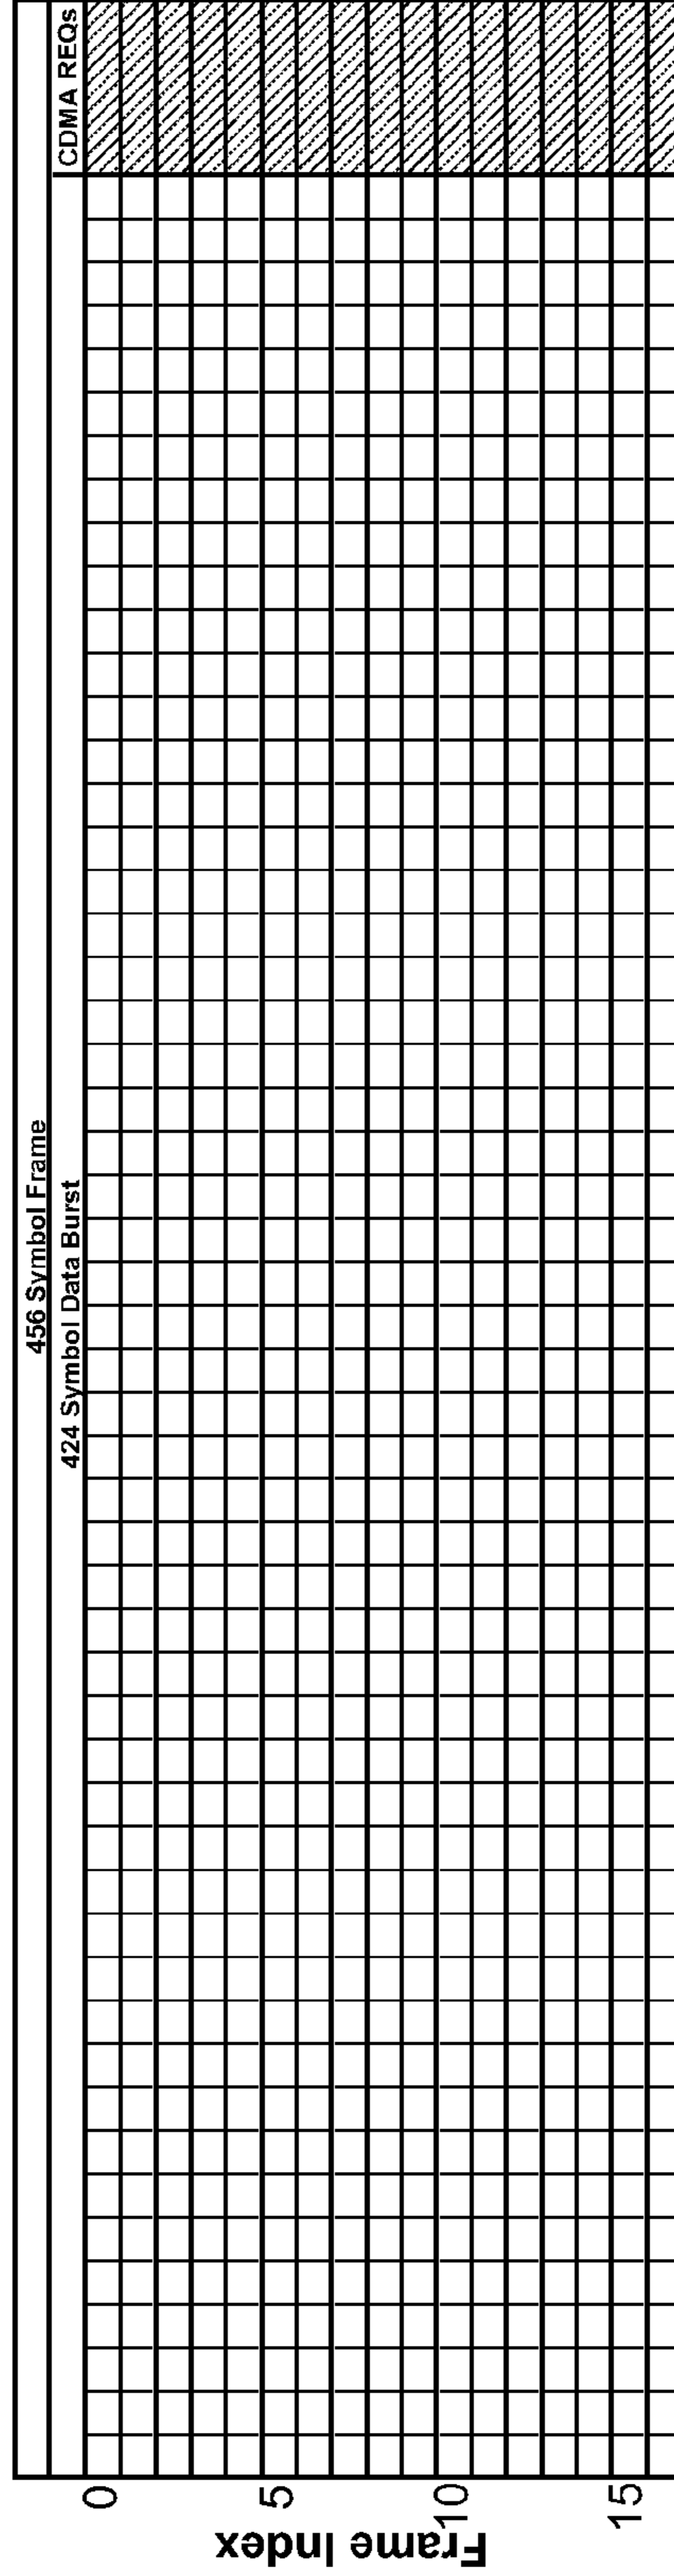 456 Symbol Frame
424 Symbol Data Burst
CDMA REQs
0
5
10
15
Frame Index